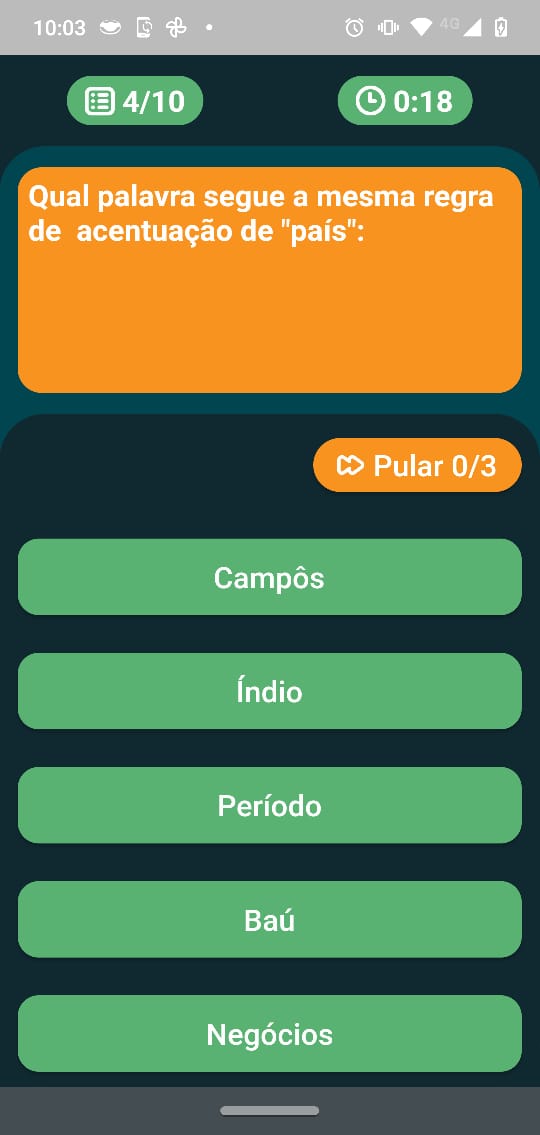 10:03 4G
4/10 0:18
Qual palavra segue a mesma regra
de  acentuação de "país":
Pular 0/3
Campôs
Índio
Período
Baú
Negócios